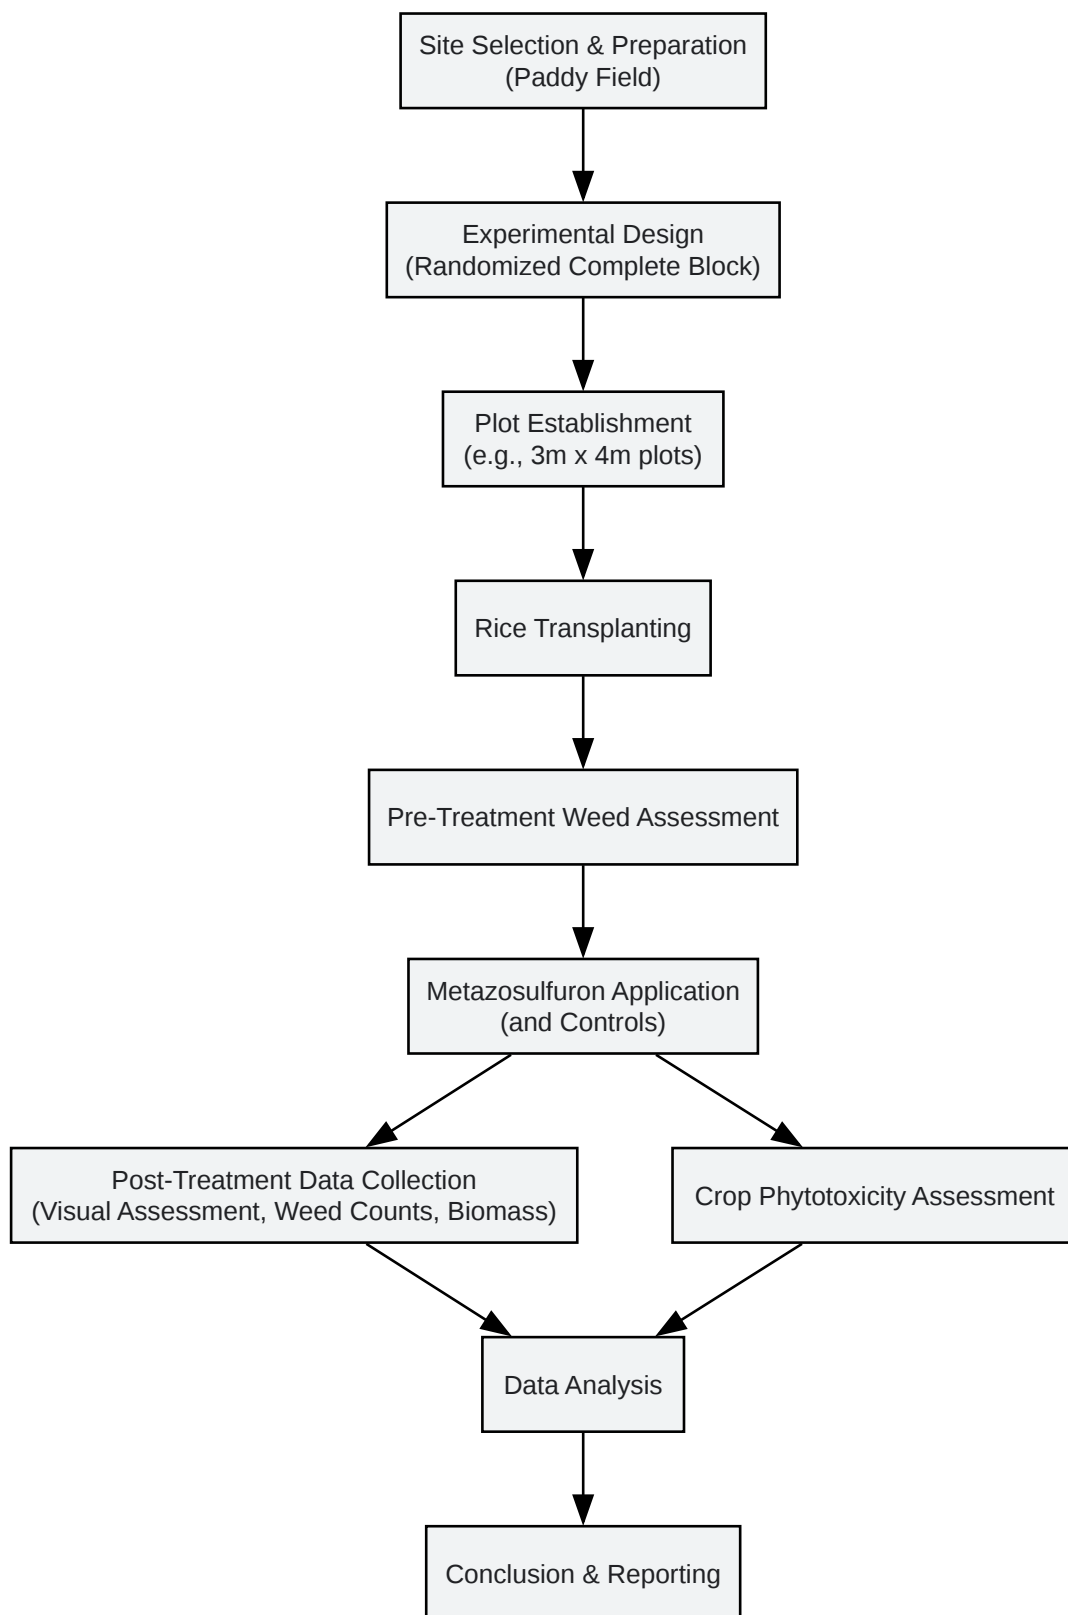 Site Selection & Preparation
(Paddy Field)
Experimental Design
(Randomized Complete Block)
Plot Establishment
(e.g., 3m x 4m plots)
Rice Transplanting
Pre-Treatment Weed Assessment
Metazosulfuron Application
(and Controls)
Post-Treatment Data Collection
(Visual Assessment, Weed Counts, Biomass)
Crop Phytotoxicity Assessment
Data Analysis
Conclusion & Reporting